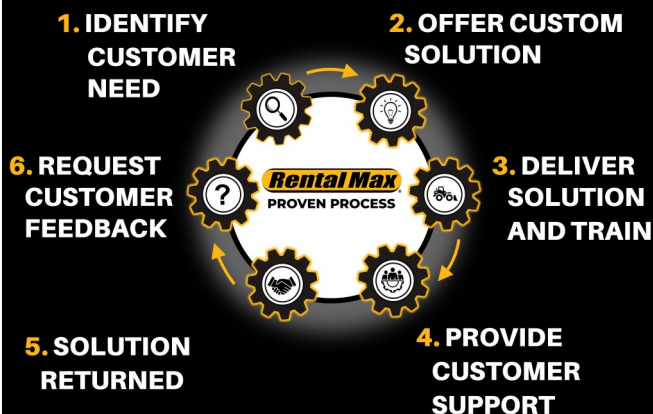 1. IDENTIFY
CUSTOMER
NEED
2. OFFER CUSTOM
SOLUTION
3. DELIVER
SOLUTION
AND TRAIN
4. PROVIDE
CUSTOMER
SUPPORT
5. SOLUTION
RETURNED
6. REQUEST
CUSTOMER
FEEDBACK
?
Rental Max
PROVEN PROCESS